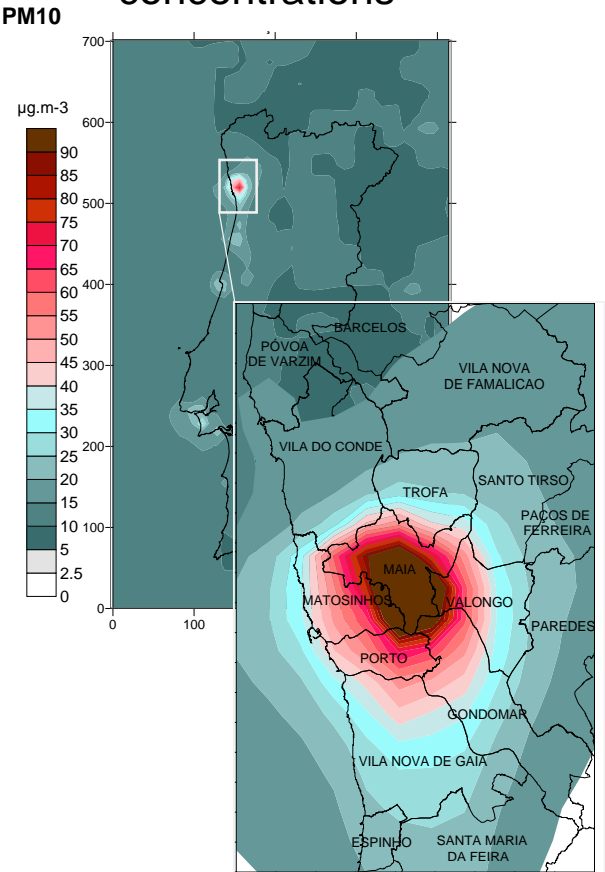 concentrations
PM10
µg.m-3
90
85
80
75
70
65
60
55
50
45
40
35
30
25
20
15
10
5
2.5
0
700
600
500
400
300
200
100
0
0
100
BARCELOS
PÓVOA
DE VARZIM
VILA NOVA
DE FAMALICAO
VILA DO CONDE
SANTO TIRSO
TROFA
PAÇOS DE
FERREIRA
MAIA
MATOSINHOS
VALONGO
PAREDES
PORTO
GONDOMAR
VILA NOVA DE GAIA
ESPINHO
SANTA MARIA
DA FEIRA